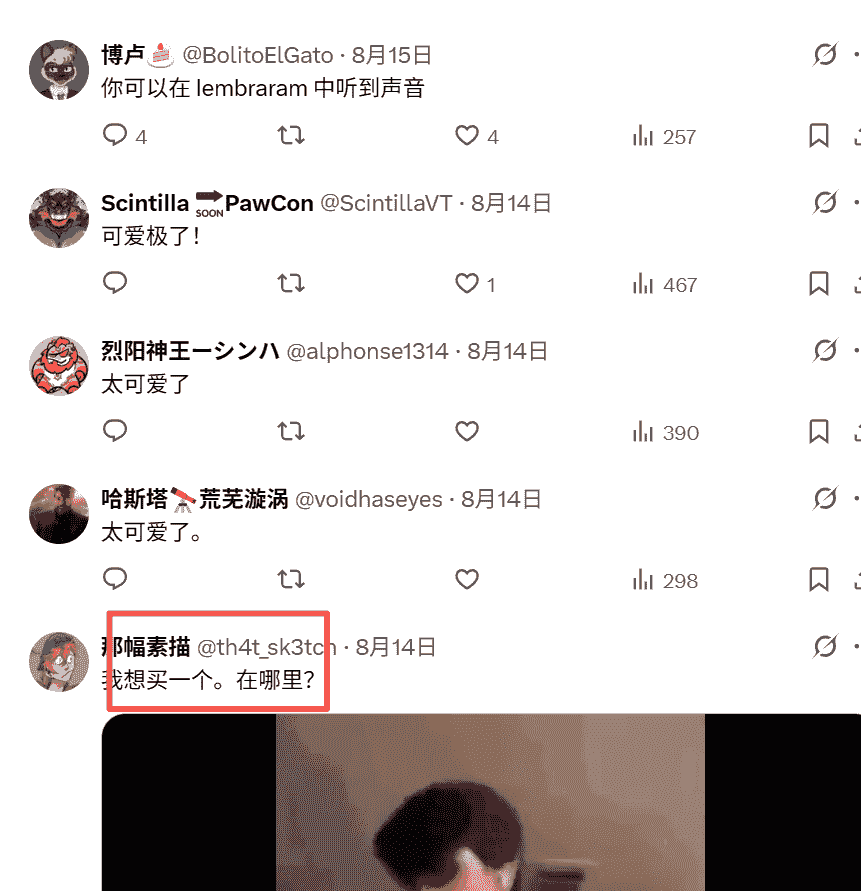 博卢🍰 @BolitoElGato · 8月15日
你可以在 lembraram 中听到声音
4 4 257
Scintilla SOON PawCon @ScintillaVT · 8月14日
可爱极了！
1 467
烈阳神王ーシンハ @alphonse1314 · 8月14日
太可爱了
390
哈斯塔🔭荒芜漩涡 @voidhaseyes · 8月14日
太可爱了。
298
那幅素描 @th4t_sk3tch · 8月14日
我想买一个。在哪里？